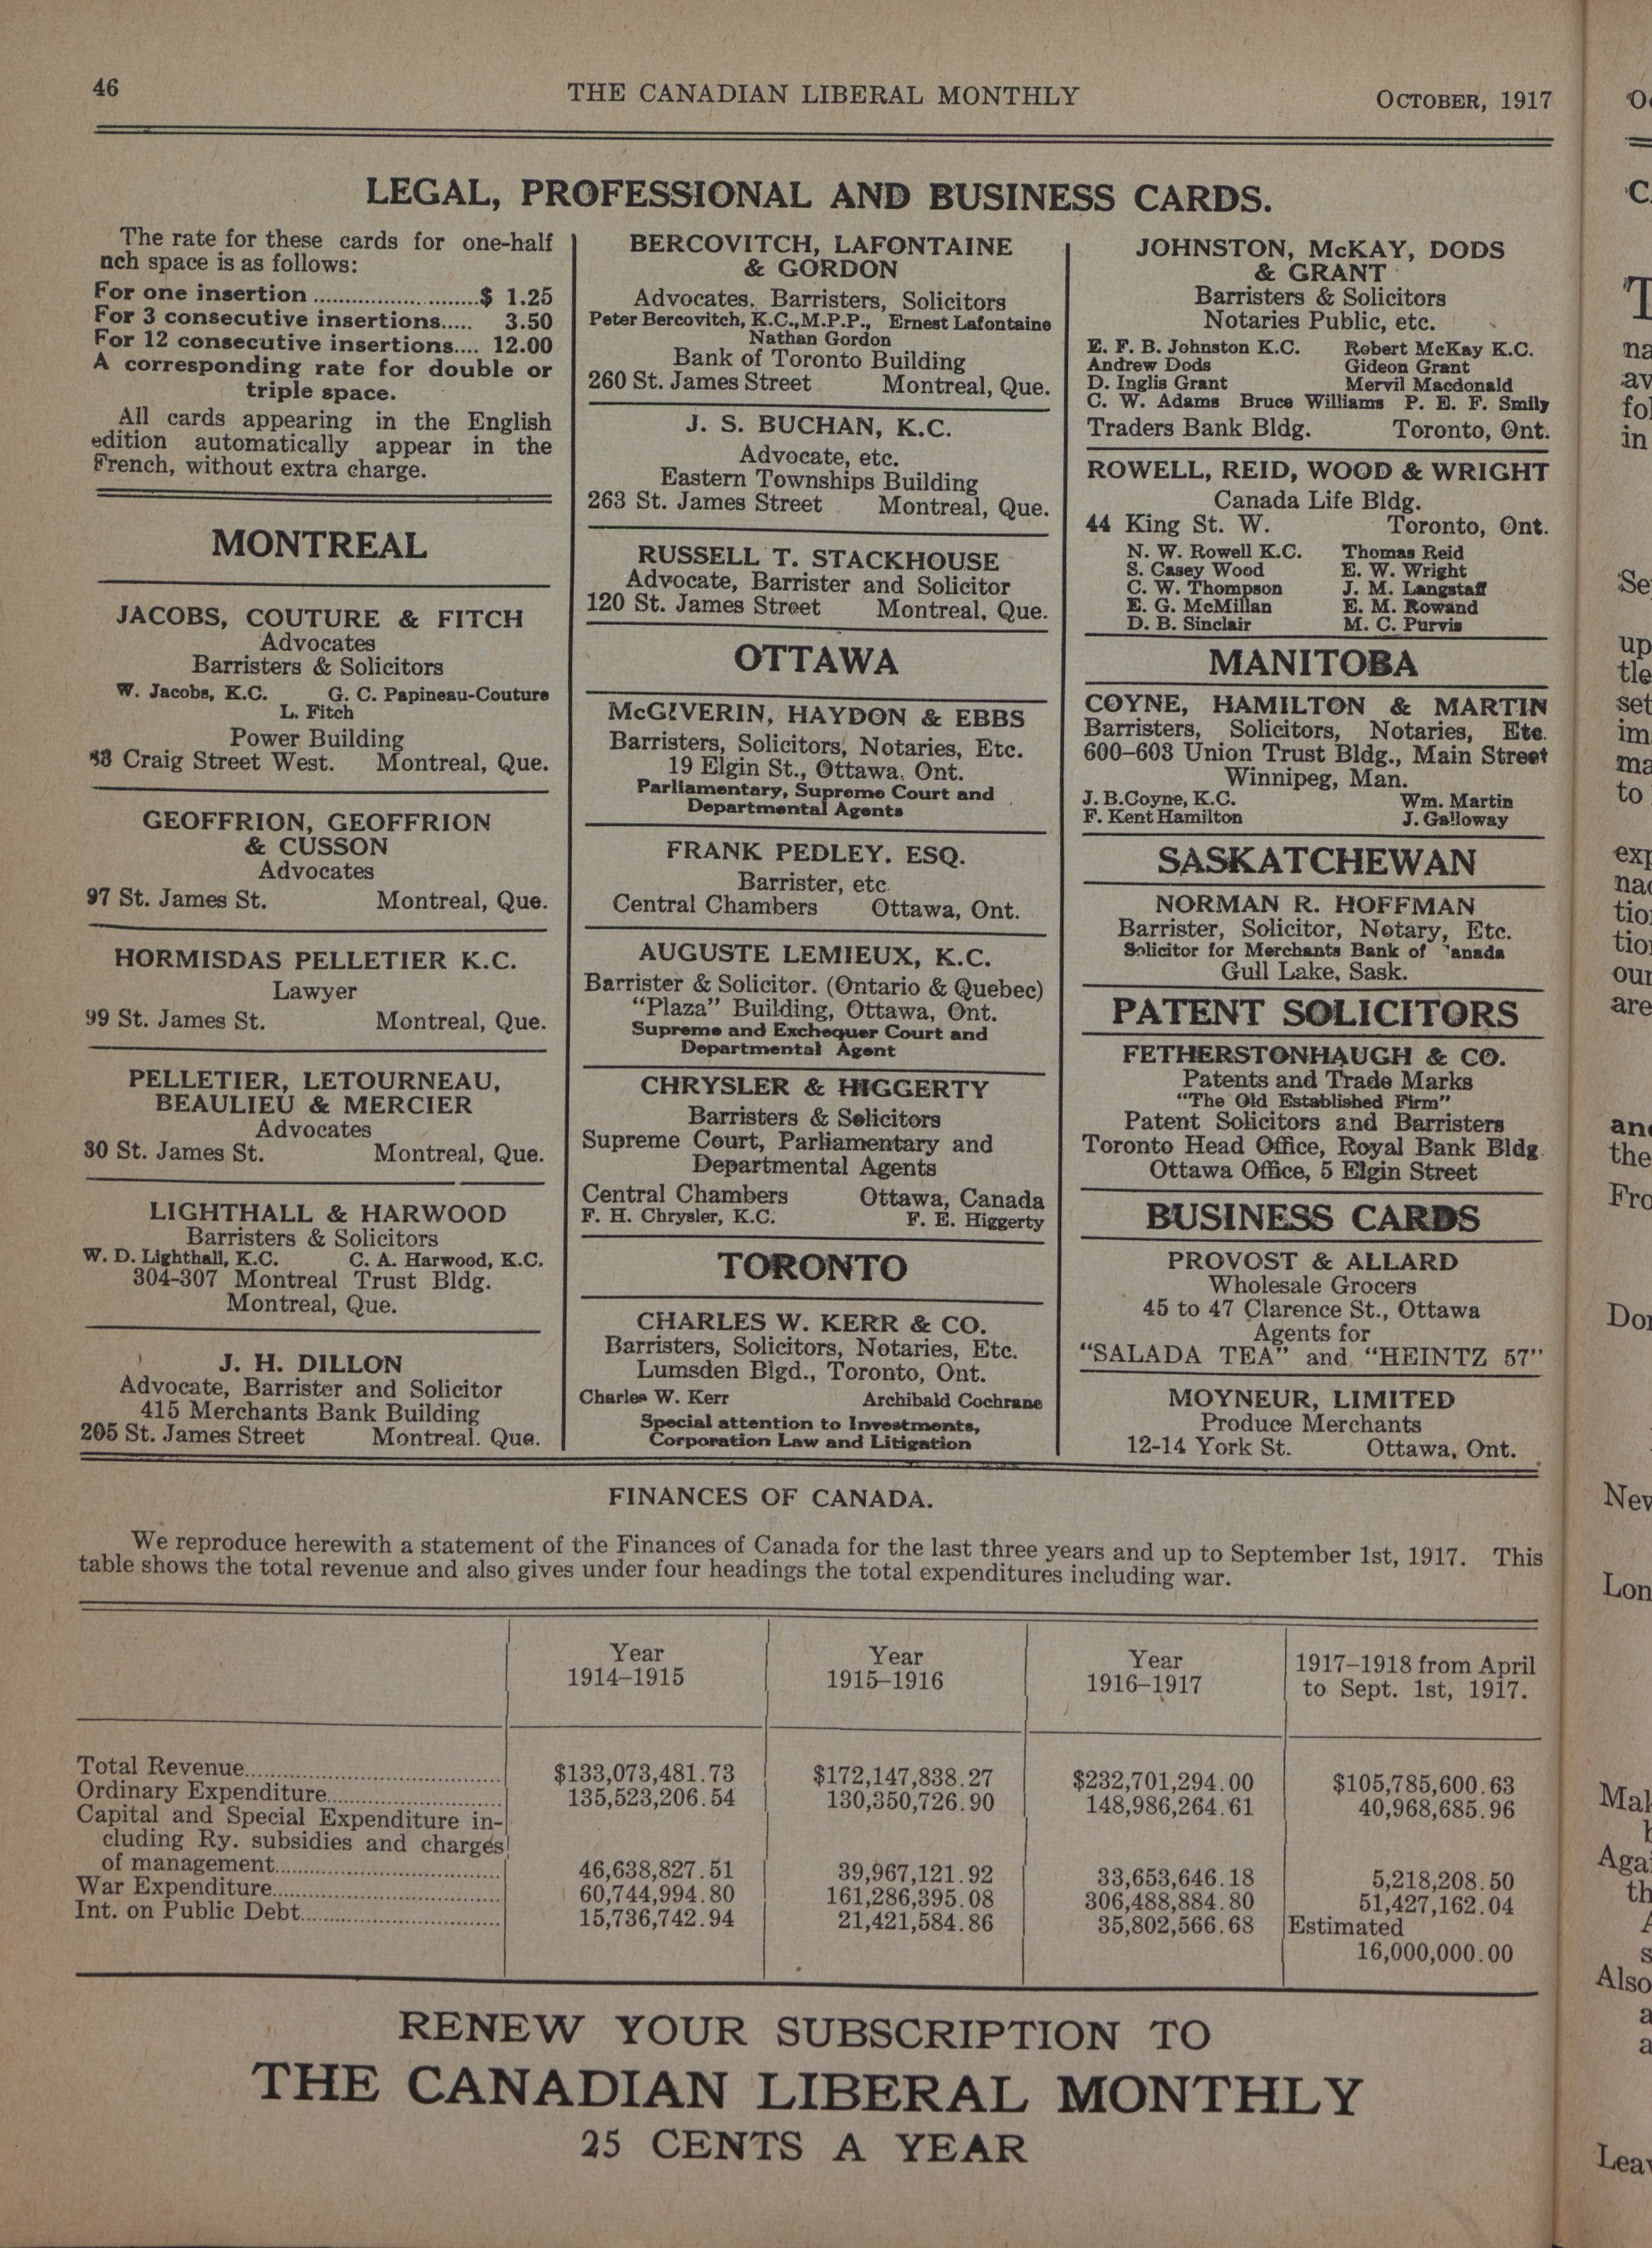 46
THE CANADIAN LIBERAL MONTHLY
OCTOBER, 1917
LEGAL, PROFESSIONAL AND BUSINESS CARDS.
The rate for these cards for one-half
nch space is as follows:
For one insertion ........................... $ 1.25
For 3 consecutive insertions..... 3.50
For 12 consecutive insertions.... 12.00
A corresponding rate for double or
triple space.
All cards appearing in the English
edition automatically appear in the
French, without extra charge.
MONTREAL
JACOBS, COUTURE & FITCH
Advocates
Barristers & Solicitors
W. Jacobs, K.C. G. C. Papineau-Couture
L. Fitch
Power Building
83 Craig Street West. Montreal, Que.
GEOFFRION, GEOFFRION
& CUSSON
Advocates
97 St. James St. Montreal, Que.
HORMISDAS PELLETIER K.C.
Lawyer
99 St. James St. Montreal, Que.
PELLETIER, LETOURNEAU,
BEAULIEU & MERCIER
Advocates
30 St. James St. Montreal, Que.
LIGHTHALL & HARWOOD
Barristers & Solicitors
W. D. Lighthall, K.C. C. A. Harwood, K.C.
304-307 Montreal Trust Bldg.
Montreal, Que.
J. H. DILLON
Advocate, Barrister and Solicitor
415 Merchants Bank Building
205 St. James Street Montreal. Que.
BERCOVITCH, LAFONTAINE
& GORDON
Advocates, Barristers, Solicitors
Peter Bercovitch, K.C.,M.P.P., Ernest Lafontaine
Nathan Gordon
Bank of Toronto Building
260 St. James Street Montreal, Que.
J. S. BUCHAN, K.C.
Advocate, etc.
Eastern Townships Building
263 St. James Street Montreal, Que.
RUSSELL T. STACKHOUSE
Advocate, Barrister and Solicitor
120 St. James Street Montreal, Que.
OTTAWA
McGIVERIN, HAYDON & EBBS
Barristers, Solicitors, Notaries, Etc.
19 Elgin St., Ottawa, Ont.
Parliamentary, Supreme Court and
Departmental Agents
FRANK PEDLEY. ESQ.
Barrister, etc.
Central Chambers Ottawa, Ont.
AUGUSTE LEMIEUX, K.C.
Barrister & Solicitor. (Ontario & Quebec)
"Plaza" Building, Ottawa, Ont.
Supreme and Exchequer Court and
Departmental Agent
CHRYSLER & HIGGERTY
Barristers & Solicitors
Supreme Court, Parliamentary and
Departmental Agents
Central Chambers Ottawa, Canada
F. H. Chrysler, K.C. F. E. Higgerty
TORONTO
CHARLES W. KERR & CO.
Barristers, Solicitors, Notaries, Etc.
Lumsden Blgd., Toronto, Ont.
Charles W. Kerr Archibald Cochrane
Special attention to Investments,
Corporation Law and Litigation
JOHNSTON, McKAY, DODS
& GRANT
Barristers & Solicitors
Notaries Public, etc.
E. F. B. Johnston K.C. Robert McKay K.C.
Andrew Dods Gideon Grant
D. Inglis Grant Mervil Macdonald
C. W. Adams Bruce Williams P. E. F. Smily
Traders Bank Bldg. Toronto, Ont.
ROWELL, REID, WOOD & WRIGHT
Canada Life Bldg.
44 King St. W. Toronto, Ont.
N. W. Rowell K.C. Thomas Reid
S. Casey Wood E. W. Wright
C. W. Thompson J. M. Langstaff
E. G. McMillan E. M. Rowand
D. B. Sinclair M. C. Purvis
MANITOBA
COYNE, HAMILTON & MARTIN
Barristers, Solicitors, Notaries, Etc.
600-603 Union Trust Bldg., Main Street
Winnipeg, Man.
J. B. Coyne, K.C. Wm. Martin
F. Kent Hamilton J. Galloway
SASKATCHEWAN
NORMAN R. HOFFMAN
Barrister, Solicitor, Notary, Etc.
Solicitor for Merchants Bank of anada
Gull Lake, Sask.
PATENT SOLICITORS
FETHERSTONHAUGH & CO.
Patents and Trade Marks
"The Old Established Firm"
Patent Solicitors and Barristers
Toronto Head Office, Royal Bank Bldg.
Ottawa Office, 5 Elgin Street
BUSINESS CARDS
PROVOST & ALLARD
Wholesale Grocers
45 to 47 Clarence St., Ottawa
Agents for
"SALADA TEA" and "HEINTZ 57"
MOYNEUR, LIMITED
Produce Merchants
12-14 York St. Ottawa, Ont.
FINANCES OF CANADA.
We reproduce herewith a statement of the Finances of Canada for the last three years and up to September 1st, 1917. This
table shows the total revenue and also gives under four headings the total expenditures including war.
Year 1914-1915
Year 1915-1916
Year 1916-1917
1917-1918 from April to Sept. 1st, 1917.
Total Revenue........ $133,073,481.73 $172,147,838.27 $232,701,294.00 $105,785,600.63
Ordinary Expenditure........ 135,523,206.54 130,350,726.90 148,986,264.61 40,968,685.96
Capital and Special Expenditure in-
cluding Ry. subsidies and charges
of management........ 46,638,827.51 39,967,121.92 33,653,646.18 5,218,208.50
War Expenditure........ 60,744,994.80 161,286,395.08 306,488,884.80 51,427,162.04
Int. on Public Debt........ 15,736,742.94 21,421,584.86 35,802,566.68 Estimated
16,000,000.00
RENEW YOUR SUBSCRIPTION TO
THE CANADIAN LIBERAL MONTHLY
25 CENTS A YEAR